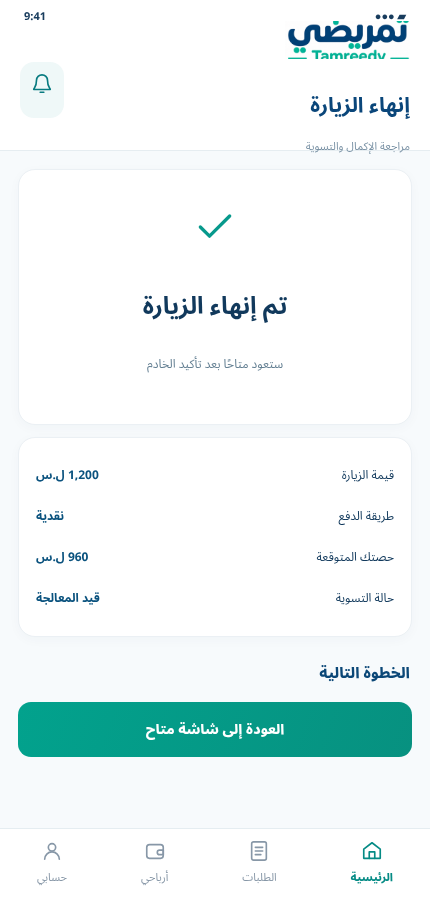 9:41
تمريضي
Tamreedy
إنهاء الزيارة
مراجعة الإكمال والتسوية
تم إنهاء الزيارة
ستعود متاحًا بعد تأكيد الخادم
قيمة الزيارة 1,200 ل.س
طريقة الدفع نقدية
حصتك المتوقعة 960 ل.س
حالة التسوية قيد المعالجة
الخطوة التالية
العودة إلى شاشة متاح
الرئيسية الطلبات أرباحي حسابي